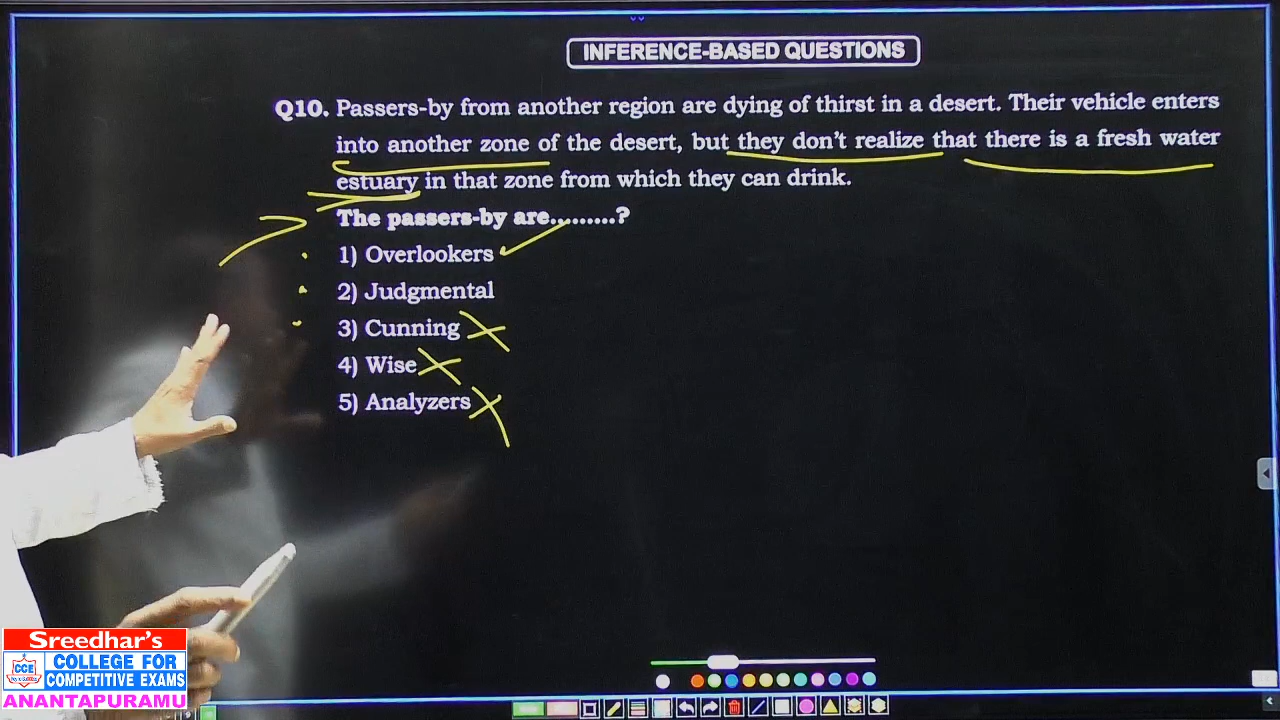 INFERENCE-BASED QUESTIONS
Q10. Passers-by from another region are dying of thirst in a desert. Their vehicle enters
into another zone of the desert, but they don't realize that there is a fresh water
estuary in that zone from which they can drink.
The passers-by are.........?
1) Overlookers
2) Judgmental
3) Cunning
4) Wise
5) Analyzers
Sreedhar's
CCE
COLLEGE FOR
COMPETITIVE EXAMS
ANANTAPURAMU